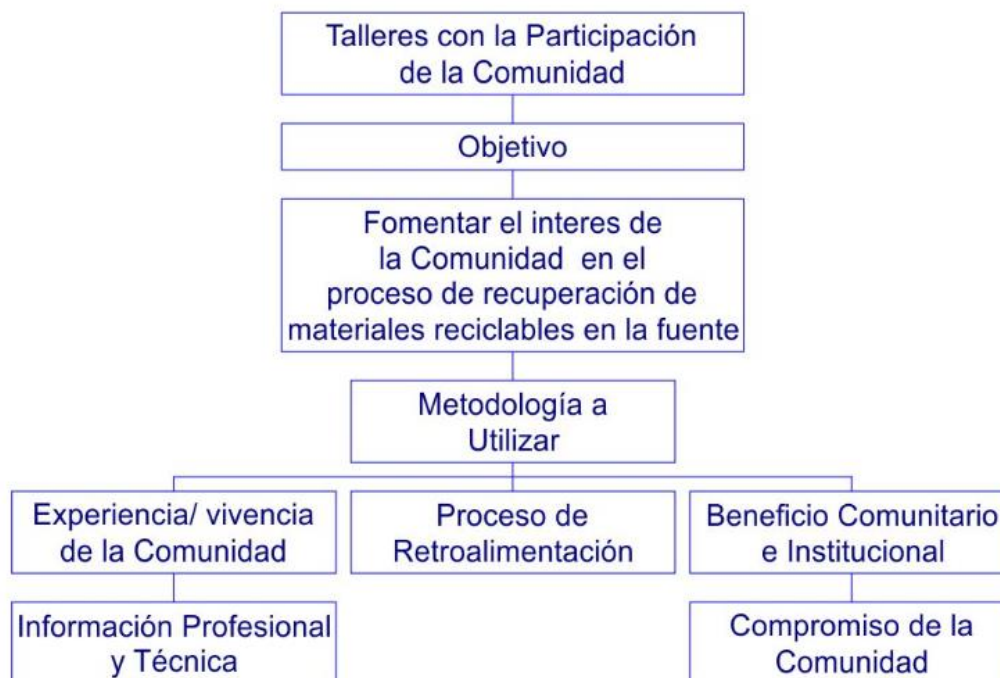 Talleres con la Participación
de la Comunidad
Objetivo
Fomentar el interes de
la Comunidad en el
proceso de recuperación de
materiales reciclables en la fuente
Metodología a
Utilizar
Experiencia/ vivencia
de la Comunidad
Proceso de
Retroalimentación
Beneficio Comunitario
e Institucional
Información Profesional
y Técnica
Compromiso de la
Comunidad